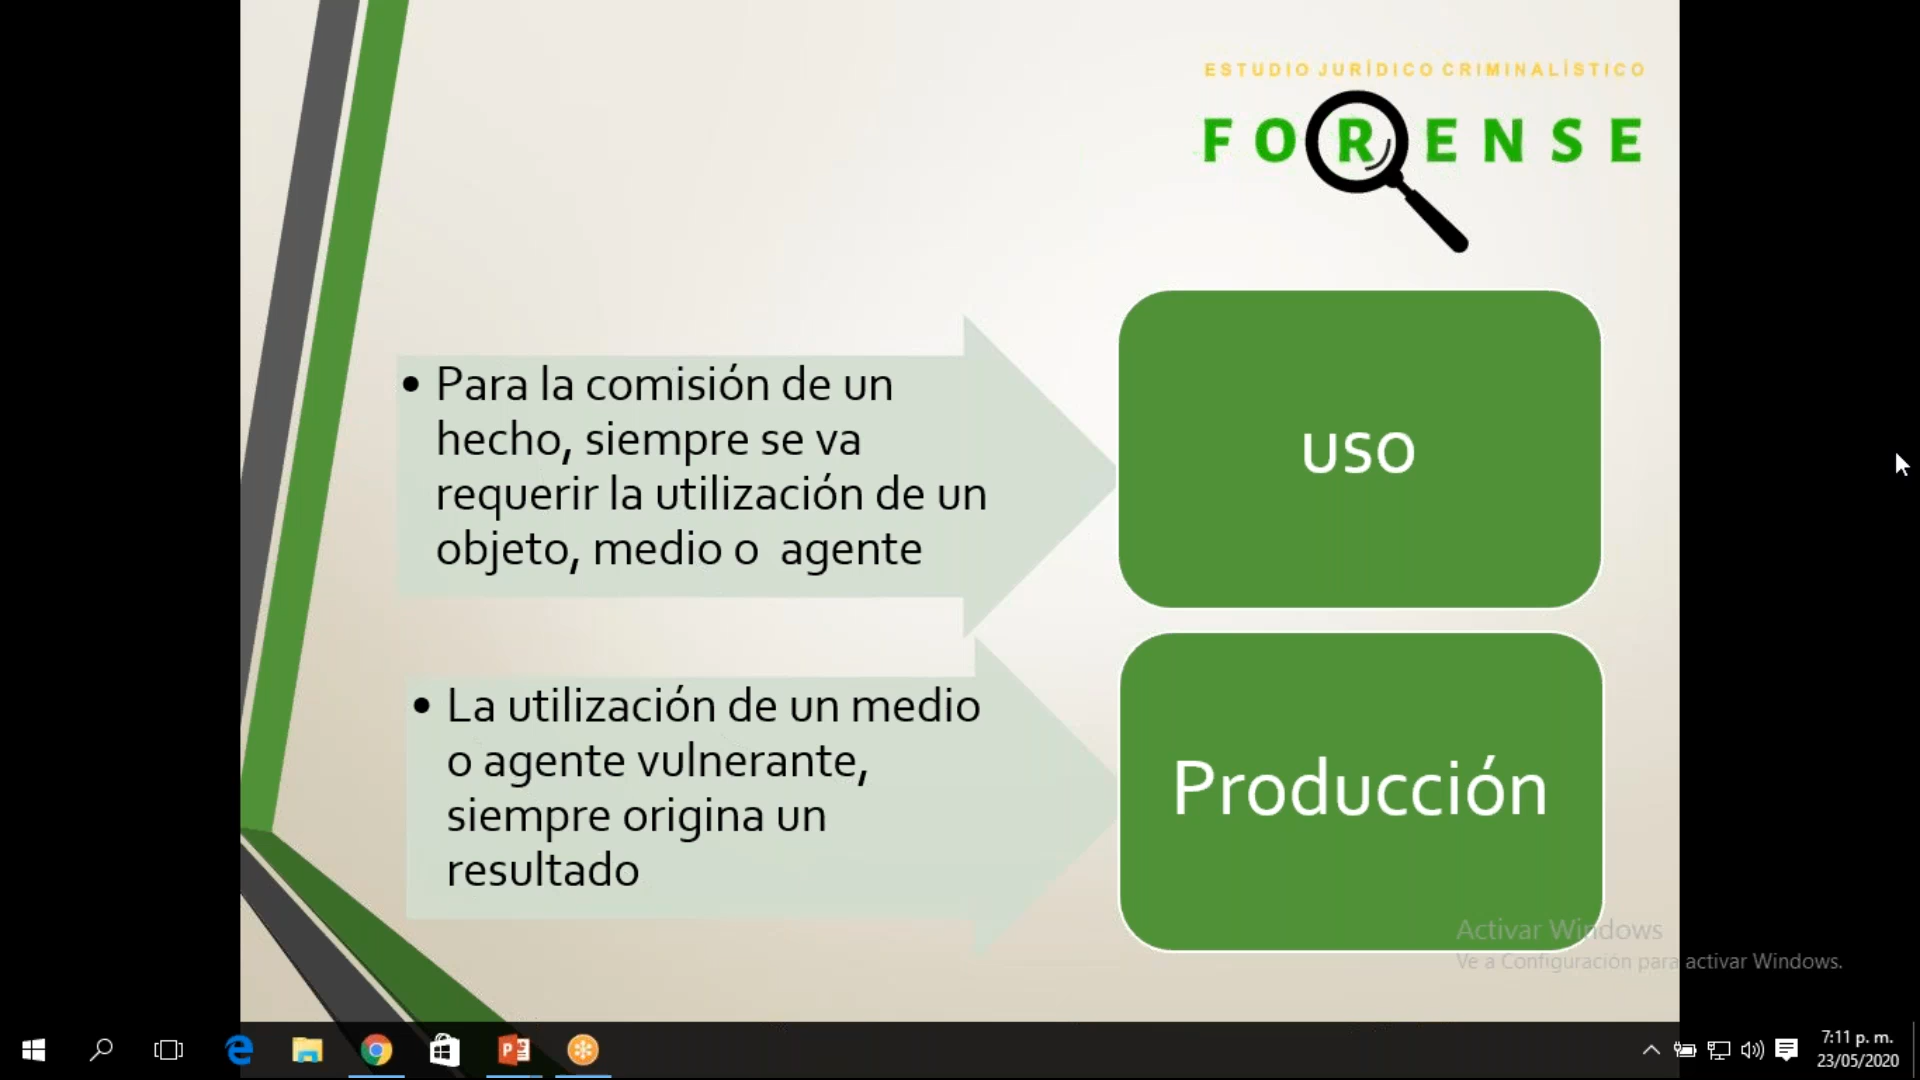 ESTUDIO JURÍDICO CRIMINALÍSTICO
FORENSE
• Para la comisión de un
hecho, siempre se va
requerir la utilización de un
objeto, medio o agente
USO
• La utilización de un medio
o agente vulnerante,
siempre origina un
resultado
Producción
Activar Windows
Ve a Configuración para activar Windows.
7:11 p. m.
23/05/2020